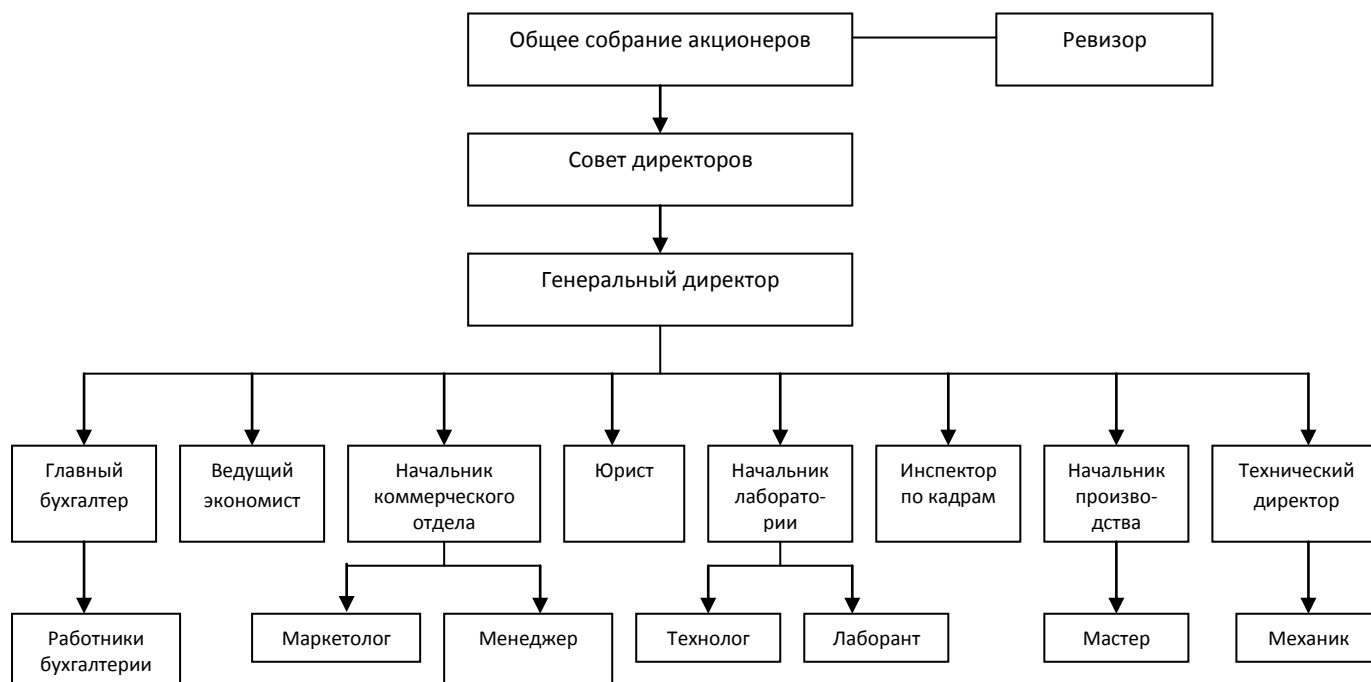 Общее собрание акционеров
Ревизор
Совет директоров
Генеральный директор
Главный
бухгалтер
Ведущий
экономист
Начальник
коммерческого
отдела
Юрист
Начальник
лаборато-
рии
Инспектор
по кадрам
Начальник
произво-
дства
Технический
директор
Работники
бухгалтерии
Маркетолог
Менеджер
Технолог
Лаборант
Мастер
Механик